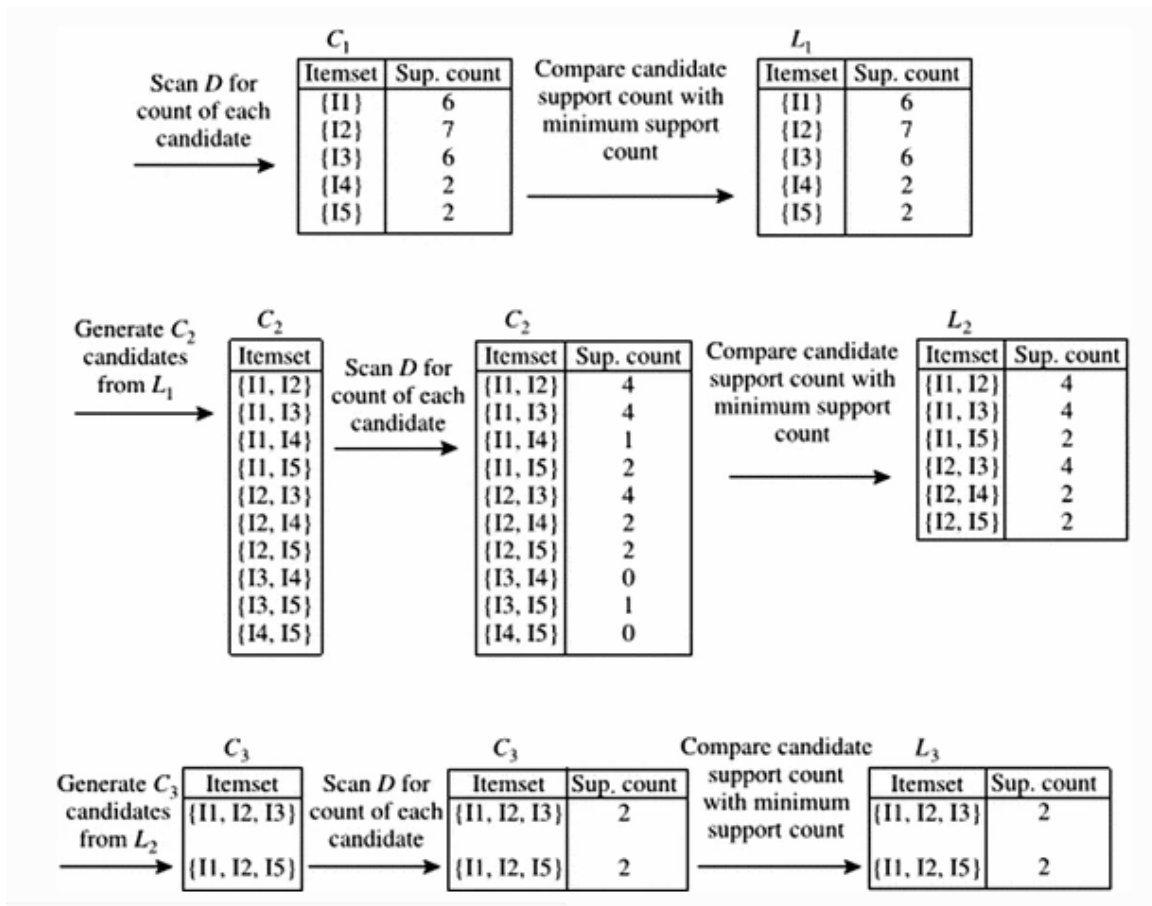 C1
Scan D for
count of each
candidate
Itemset Sup. count
{I1} 6
{I2} 7
{I3} 6
{I4} 2
{I5} 2
Compare candidate
support count with
minimum support
count
L1
Itemset Sup. count
{I1} 6
{I2} 7
{I3} 6
{I4} 2
{I5} 2
Generate C2
candidates
from L1
C2
Itemset
{I1, I2}
{I1, I3}
{I1, I4}
{I1, I5}
{I2, I3}
{I2, I4}
{I2, I5}
{I3, I4}
{I3, I5}
{I4, I5}
Scan D for
count of each
candidate
C2
Itemset Sup. count
{I1, I2} 4
{I1, I3} 4
{I1, I4} 1
{I1, I5} 2
{I2, I3} 4
{I2, I4} 2
{I2, I5} 2
{I3, I4} 0
{I3, I5} 1
{I4, I5} 0
Compare candidate
support count with
minimum support
count
L2
Itemset Sup. count
{I1, I2} 4
{I1, I3} 4
{I1, I5} 2
{I2, I3} 4
{I2, I4} 2
{I2, I5} 2
Generate C3
candidates
from L2
C3
Itemset
{I1, I2, I3}
{I1, I2, I5}
Scan D for
count of each
candidate
C3
Itemset Sup. count
{I1, I2, I3} 2
{I1, I2, I5} 2
Compare candidate
support count
with minimum
support count
L3
Itemset Sup. count
{I1, I2, I3} 2
{I1, I2, I5} 2